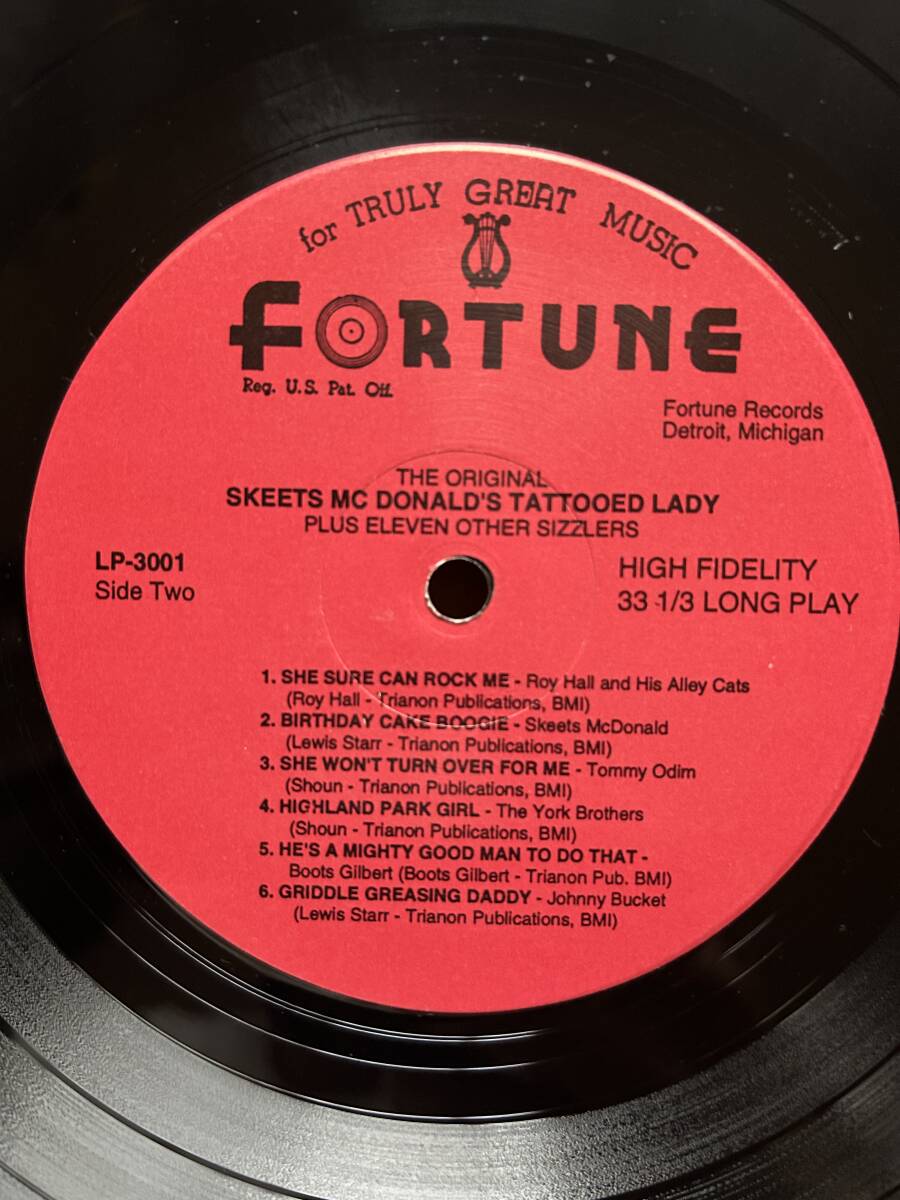 for TRULY GREAT MUSIC
FORTUNE
Reg. U.S. Pat. Off.
Fortune Records
Detroit, Michigan
THE ORIGINAL
SKEETS MC DONALD'S TATTOOED LADY
PLUS ELEVEN OTHER SIZZLERS
LP-3001
Side Two
HIGH FIDELITY
33 1/3 LONG PLAY
1. SHE SURE CAN ROCK ME - Roy Hall and His Alley Cats
(Roy Hall - Trianon Publications, BMI)
2. BIRTHDAY CAKE BOOGIE - Skeets McDonald
(Lewis Starr - Trianon Publications, BMI)
3. SHE WON'T TURN OVER FOR ME - Tommy Odim
(Shoun - Trianon Publications, BMI)
4. HIGHLAND PARK GIRL - The York Brothers
(Shoun - Trianon Publications, BMI)
5. HE'S A MIGHTY GOOD MAN TO DO THAT -
Boots Gilbert (Boots Gilbert - Trianon Pub. BMI)
6. GRIDDLE GREASING DADDY - Johnny Bucket
(Lewis Starr - Trianon Publications, BMI)